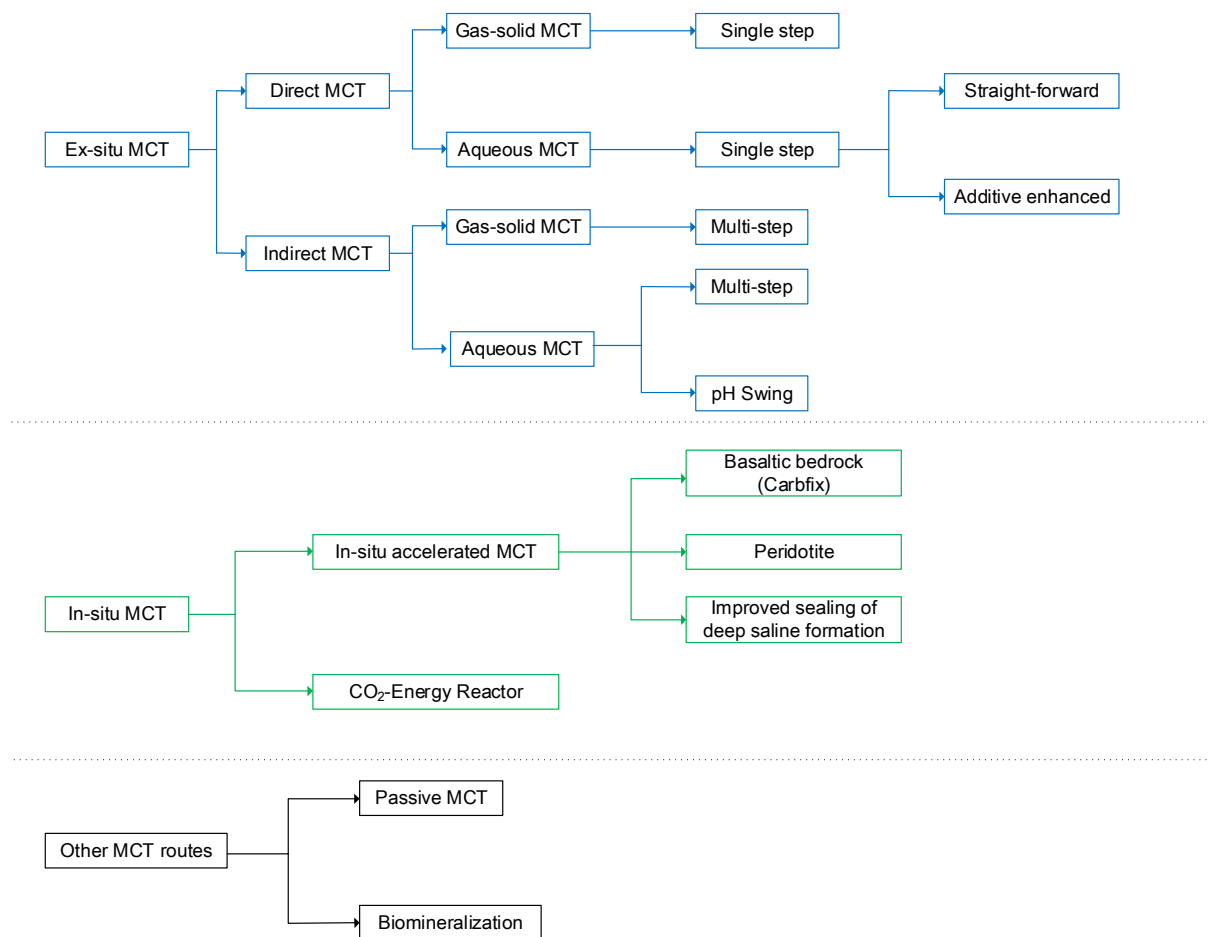 Gas-solid MCT
Single step
Direct MCT
Straight-forward
Ex-situ MCT
Aqueous MCT
Single step
Additive enhanced
Gas-solid MCT
Multi-step
Indirect MCT
Multi-step
Aqueous MCT
pH Swing
Basaltic bedrock
(Carbfix)
In-situ accelerated MCT
Peridotite
In-situ MCT
Improved sealing of
deep saline formation
CO₂-Energy Reactor
Passive MCT
Other MCT routes
Biomineralization